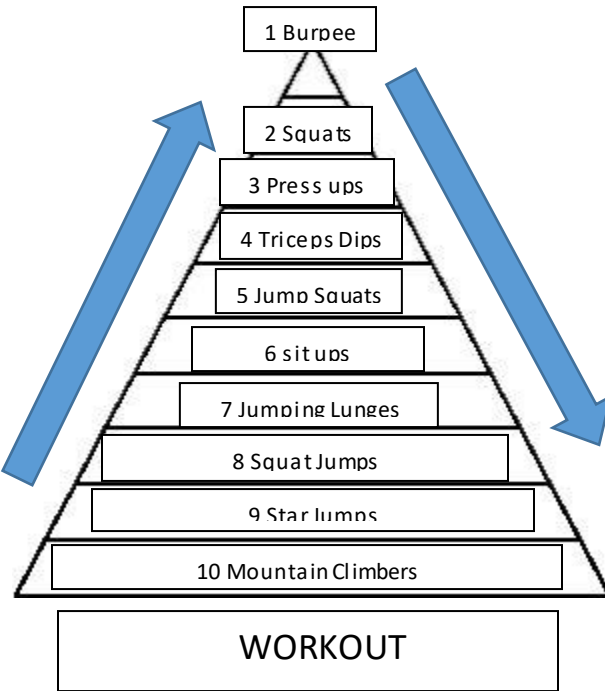 1 Burpee
2 Squats
3 Press ups
4 Triceps Dips
5 Jump Squats
6 sit ups
7 Jumping Lunges
8 Squat Jumps
9 Star Jumps
10 Mountain Climbers
WORKOUT